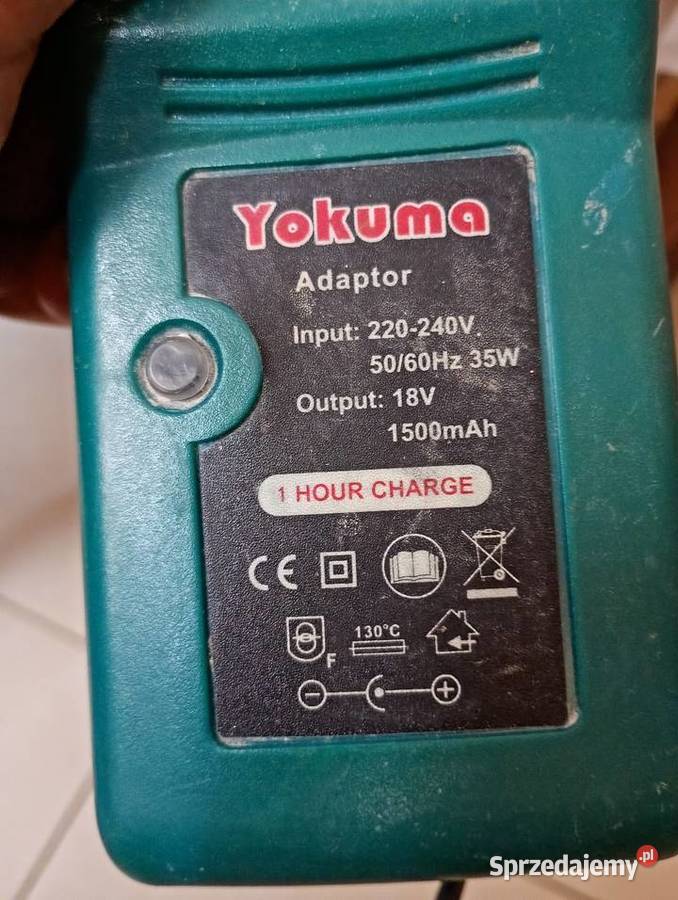 Yokuma
Adaptor
Input: 220-240V.
50/60Hz 35W
Output: 18V
1500mAh
1 HOUR CHARGE
CE
F
130°C
- +
Sprzedajemy.pl